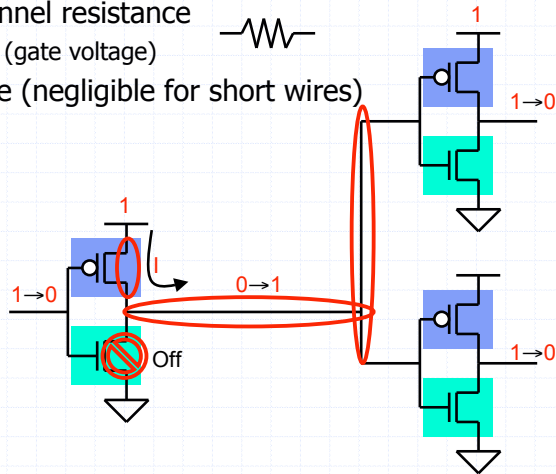 nnel resistance
(gate voltage)
e (negligible for short wires)
1
1→0
1
I
1→0
0→1
Off
1→0